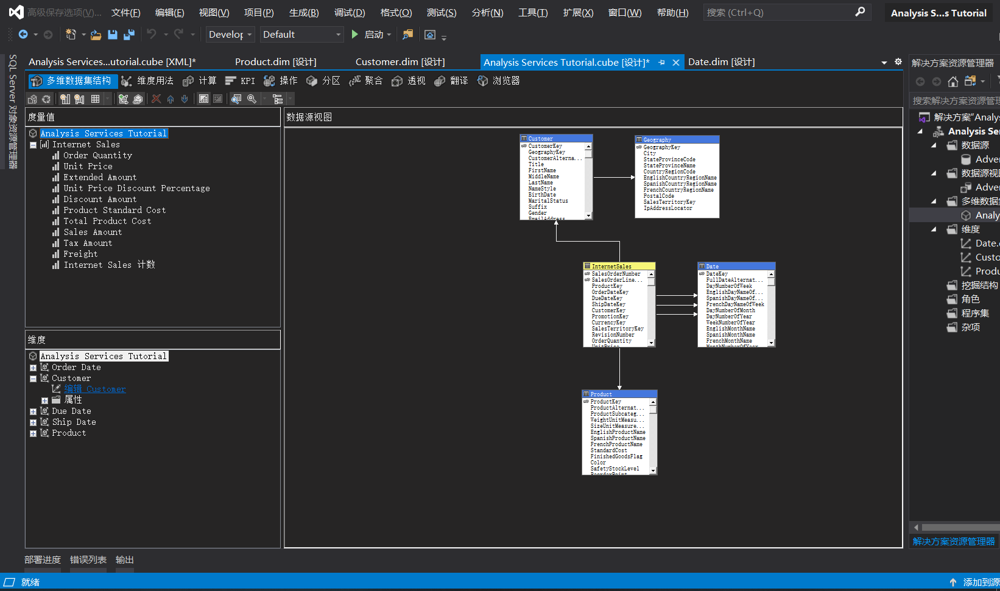 高级保存选项(V)...
文件(F) 编辑(E) 视图(V) 项目(P) 生成(B) 调试(D) 格式(O) 测试(S) 分析(N) 工具(T) 扩展(X) 窗口(W) 帮助(H)
搜索 (Ctrl+Q)
Analysis S...s Tutorial
Develop Default 启动
SQL Server 对象资源管理器
Analysis Services...utorial.cube [XML]* Product.dim [设计] Customer.dim [设计] Analysis Services Tutorial.cube [设计]* Date.dim [设计]
多维数据集结构 维度用法 计算 KPI 操作 分区 聚合 透视 翻译 浏览器
度量值
Analysis Services Tutorial
Internet Sales
Order Quantity
Unit Price
Extended Amount
Unit Price Discount Percentage
Discount Amount
Product Standard Cost
Total Product Cost
Sales Amount
Tax Amount
Freight
Internet Sales 计数
维度
Analysis Services Tutorial
Order Date
Customer
编辑 Customer
属性
Due Date
Ship Date
Product
数据源视图
Customer
CustomerKey
GeographyKey
CustomerAlterna...
Title
FirstName
MiddleName
LastName
NameStyle
BirthDate
MaritalStatus
Suffix
Gender
EmailAddress
Geography
GeographyKey
City
StateProvinceCode
StateProvinceName
CountryRegionCode
EnglishCountryRegionName
SpanishCountryRegionName
FrenchCountryRegionName
PostalCode
SalesTerritoryKey
IpAddressLocator
InternetSales
SalesOrderNumber
SalesOrderLine...
ProductKey
OrderDateKey
DueDateKey
ShipDateKey
CustomerKey
PromotionKey
CurrencyKey
SalesTerritoryKey
RevisionNumber
OrderQuantity
UnitPrice
Date
DateKey
FullDateAlternat...
DayNumberOfWeek
EnglishDayNameOf...
SpanishDayNameOf...
FrenchDayNameOfWeek
DayNumberOfMonth
DayNumberOfYear
WeekNumberOfYear
EnglishMonthName
SpanishMonthName
FrenchMonthName
MonthNumberOfYear
Product
ProductKey
ProductAlternat...
ProductSubcateg...
WeightUnitMeasu...
SizeUnitMeasure...
EnglishProductName
SpanishProductName
FrenchProductName
StandardCost
FinishedGoodsFlag
Color
SafetyStockLevel
ReorderPoint
解决方案资源管理器
搜索解决方案资源管理
解决方案"Analys
Analysis Se
数据源
Adver
数据源视图
Adver
多维数据集
Analy
维度
Date.
Custo
Produ
挖掘结构
角色
程序集
杂项
解决方案资源管理器
部署进度 错误列表 输出
就绪
添加到源